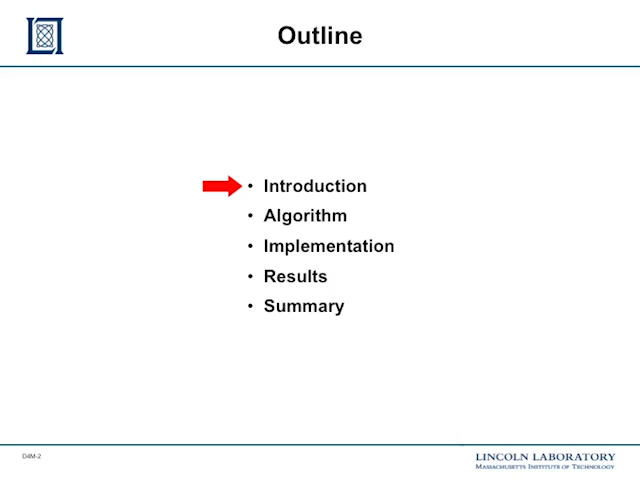 Outline
• Introduction
• Algorithm
• Implementation
• Results
• Summary
D4M-2
LINCOLN LABORATORY
MASSACHUSETTS INSTITUTE OF TECHNOLOGY